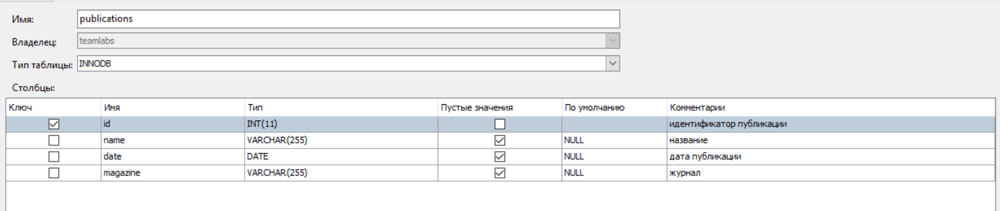 Имя: publications
Владелец: teamlabs
Тип таблицы: INNODB
Столбцы:
Ключ Имя Тип Пустые значения По умолчанию Комментарии
id INT(11) идентификатор публикации
name VARCHAR(255) NULL название
date DATE NULL дата публикации
magazine VARCHAR(255) NULL журнал